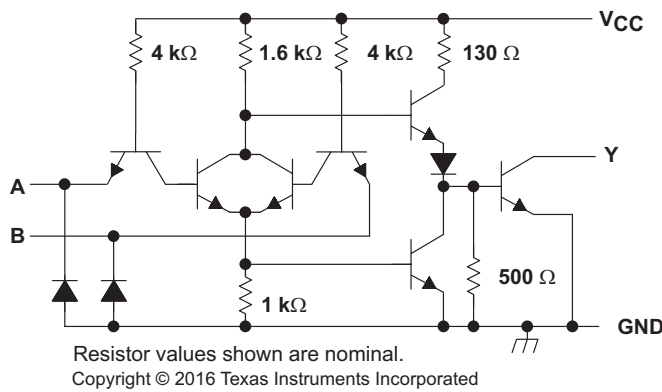 VCC
4 kΩ
1.6 kΩ
4 kΩ
130 Ω
A
Y
B
500 Ω
1 kΩ
GND
Resistor values shown are nominal.
Copyright © 2016 Texas Instruments Incorporated